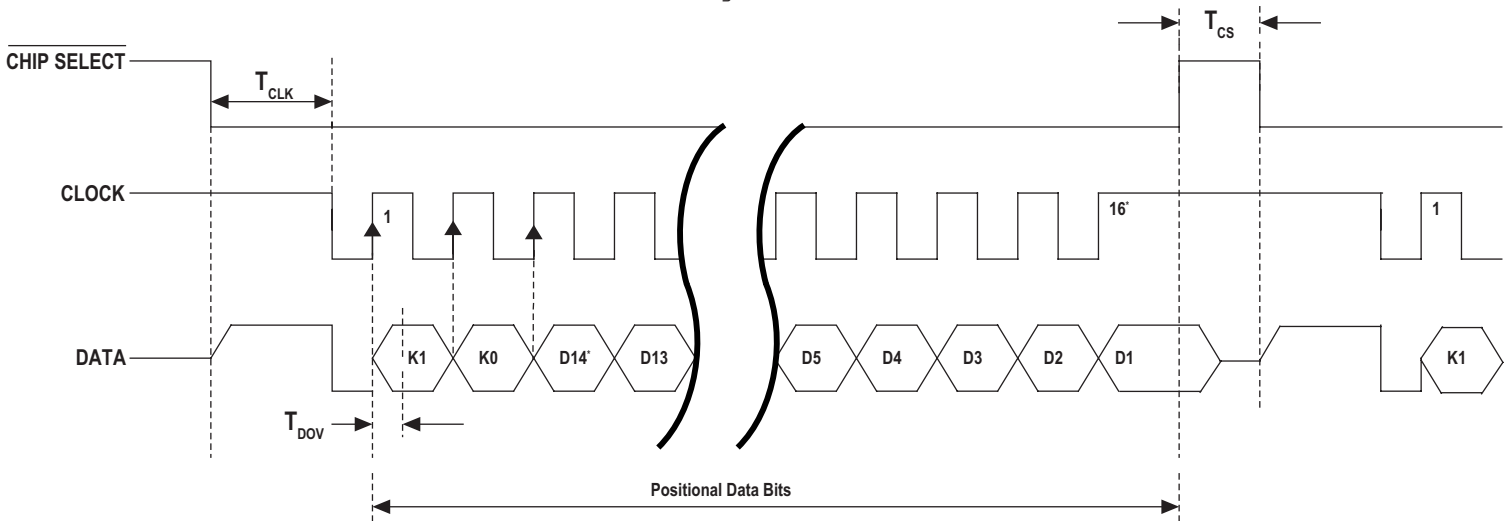 T_CS
CHIP SELECT
T_CLK
CLOCK
1
16*
1
DATA
K1
K0
D14*
D13
D5
D4
D3
D2
D1
K1
T_DOV
Positional Data Bits